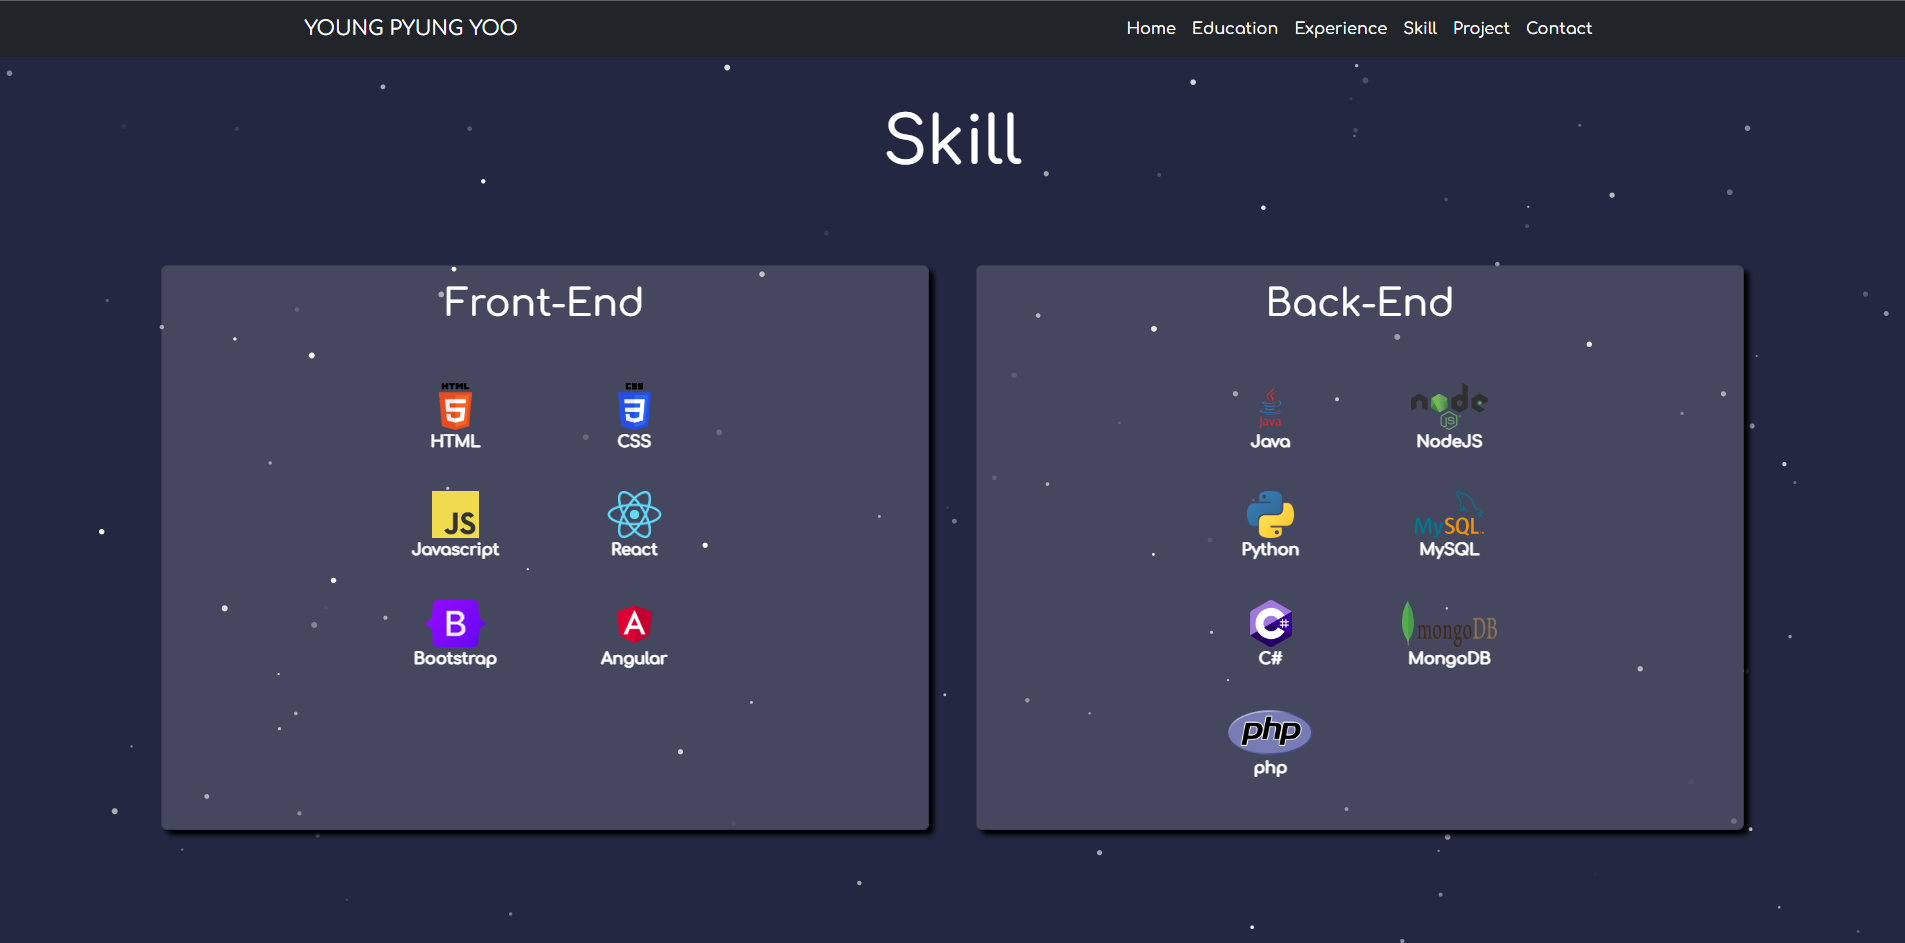 YOUNG PYUNG YOO
Home Education Experience Skill Project Contact
Skill
Front-End
HTML CSS
5 3
HTML CSS
JS
Javascript React
B A
Bootstrap Angular
Back-End
Java node
JS
Java NodeJS
MySQL
Python MySQL
C# mongoDB
C# MongoDB
php
php